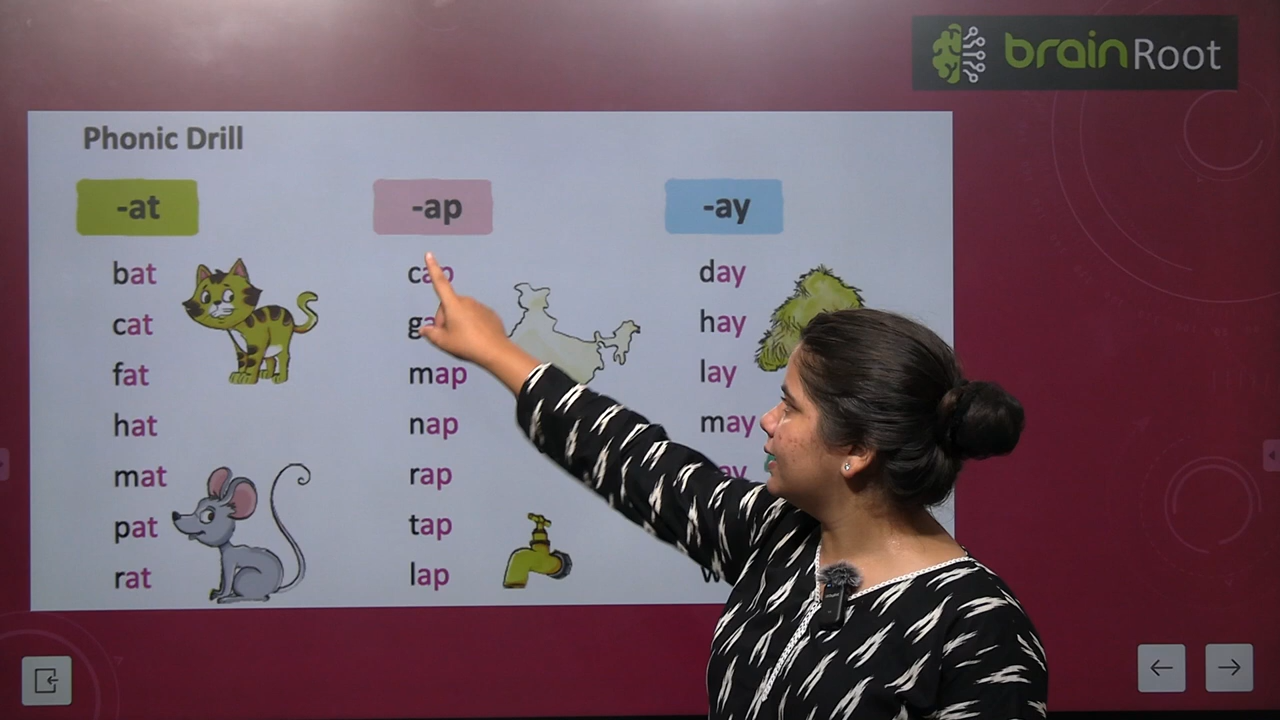 brainRoot
Phonic Drill
-at
bat
cat
fat
hat
mat
pat
rat
-ap
cap
map
nap
rap
tap
lap
-ay
day
hay
lay
may